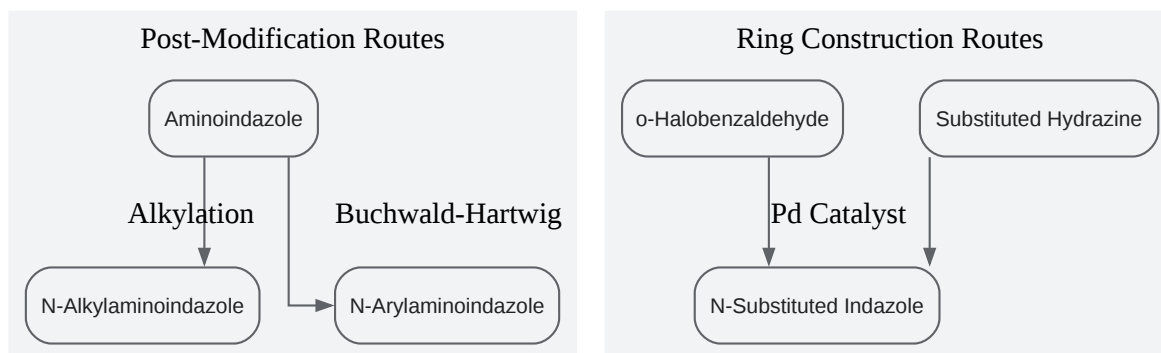 Post-Modification Routes
Aminoindazole
Alkylation
Buchwald-Hartwig
N-Alkylaminoindazole
N-Arylaminoindazole
Ring Construction Routes
o-Halobenzaldehyde
Substituted Hydrazine
Pd Catalyst
N-Substituted Indazole